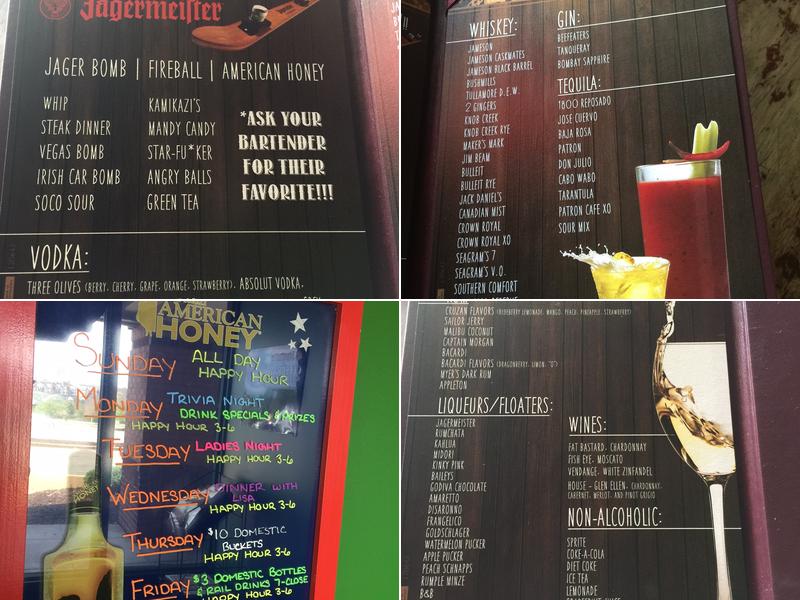 Jägermeister
JAGER BOMB | FIREBALL | AMERICAN HONEY
WHIP
STEAK DINNER
VEGAS BOMB
IRISH CAR BOMB
SOCO SOUR
KAMIKAZI'S
MANDY CANDY
STAR-FU*KER
ANGRY BALLS
GREEN TEA
*ASK YOUR
BARTENDER
FOR THEIR
FAVORITE!!!
VODKA:
THREE OLIVES (BERRY, CHERRY, GRAPE, ORANGE, STRAWBERRY), ABSOLUT VODKA,
WHISKEY:
JAMESON
JAMESON CASKMATES
JAMESON BLACK BARREL
BUSHMILLS
TULLAMORE D.E.W.
2 GINGERS
KNOB CREEK
KNOB CREEK RYE
MAKER'S MARK
JIM BEAM
BULLEIT
BULLEIT RYE
JACK DANIEL'S
CANADIAN MIST
CROWN ROYAL
CROWN ROYAL XO
SEAGRAM'S 7
SEAGRAM'S V.O.
SOUTHERN COMFORT
GIN:
BEEFEATERS
TANQUERAY
BOMBAY SAPPHIRE
TEQUILA:
1800 REPOSADO
JOSE CUERVO
BAJA ROSA
PATRON
DON JULIO
CABO WABO
TARANTULA
PATRON CAFE XO
SOUR MIX
AMERICAN
HONEY
SUNDAY ALL DAY
HAPPY HOUR
MONDAY TRIVIA NIGHT
DRINK SPECIALS & PRIZES
HAPPY HOUR 3-6
TUESDAY LADIES NIGHT
HAPPY HOUR 3-6
WEDNESDAY DINNER WITH
LISA
HAPPY HOUR 3-6
THURSDAY $10 DOMESTIC
BUCKETS
HAPPY HOUR 3-6
FRIDAY $3 DOMESTIC BOTTLES
& RAIL DRINKS 7-CLOSE
HAPPY HOUR 3-6
CRUZAN FLAVORS (BLUEBERRY LEMONADE, MANGO, PEACH, PINEAPPLE, STRAWBERRY)
SAILOR JERRY
MALIBU COCONUT
CAPTAIN MORGAN
BACARDI
BACARDI FLAVORS (DRAGONBERRY, LIMON, "O")
MYER'S DARK RUM
APPLETON
LIQUEURS/FLOATERS:
JAGERMEISTER
RUMCHATA
KAHLUA
MIDORI
KINKY PINK
BAILEYS
GODIVA CHOCOLATE
AMARETTO
DISARONNO
FRANGELICO
GOLDSCHLAGER
WATERMELON PUCKER
APPLE PUCKER
PEACH SCHNAPPS
RUMPLE MINZE
B&B
WINES:
FAT BASTARD- CHARDONNAY
FISH EYE- MOSCATO
VENDANGE- WHITE ZINFANDEL
HOUSE - GLEN ELLEN- CHARDONNAY,
CABERNET, MERLOT, AND PINOT GRIGIO
NON-ALCOHOLIC:
SPRITE
COKE-A-COLA
DIET COKE
ICE TEA
LEMONADE